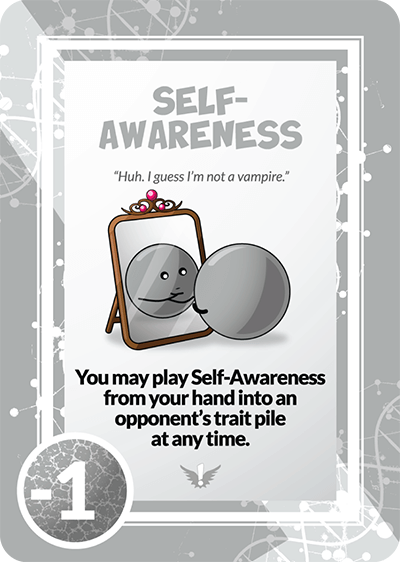 SELF-
AWARENESS
“Huh. I guess I’m not a vampire.”
You may play Self-Awareness
from your hand into an
opponent’s trait pile
at any time.
-1